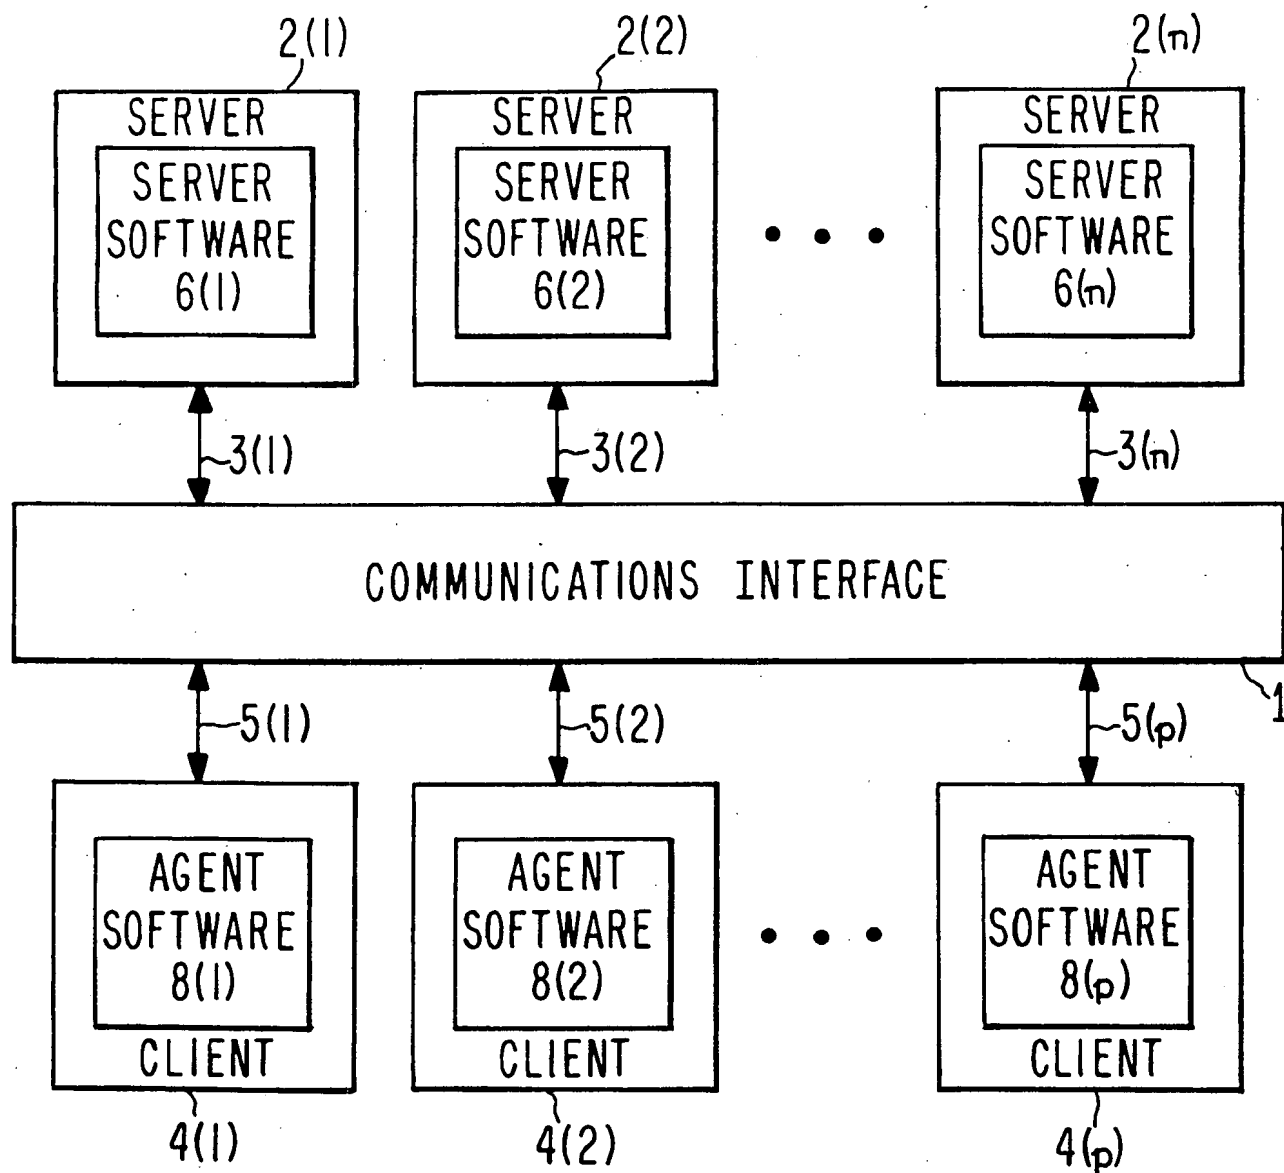 2(1)
2(2)
2(n)
SERVER
SERVER
SERVER
SERVER
SOFTWARE
6(1)
SERVER
SOFTWARE
6(2)
SERVER
SOFTWARE
6(n)
3(1)
3(2)
3(n)
COMMUNICATIONS INTERFACE
1
5(1)
5(2)
5(p)
AGENT
SOFTWARE
8(1)
AGENT
SOFTWARE
8(2)
AGENT
SOFTWARE
8(p)
CLIENT
CLIENT
CLIENT
4(1)
4(2)
4(p)